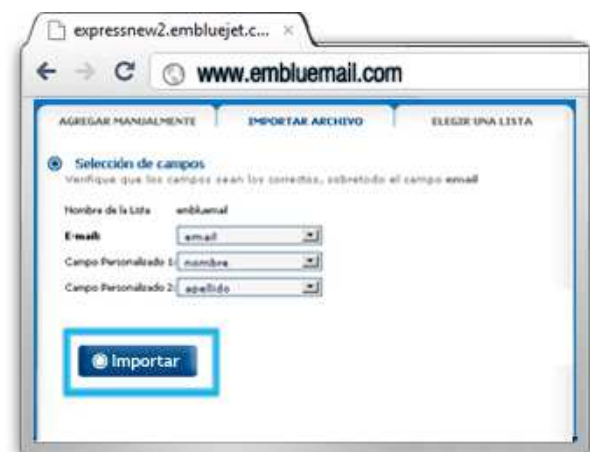 expressnew2.embluejet.c...
www.embluemail.com
AGREGAR MANUALMENTE IMPORTAR ARCHIVO ELEGIR UNA LISTA
Selección de campos
Verifique que los campos sean los correctos, sobretodo el campo email
Nombre de la Lista embluemail
E-mail: email
Campo Personalizado 1: nombre
Campo Personalizado 2: apellido
Importar